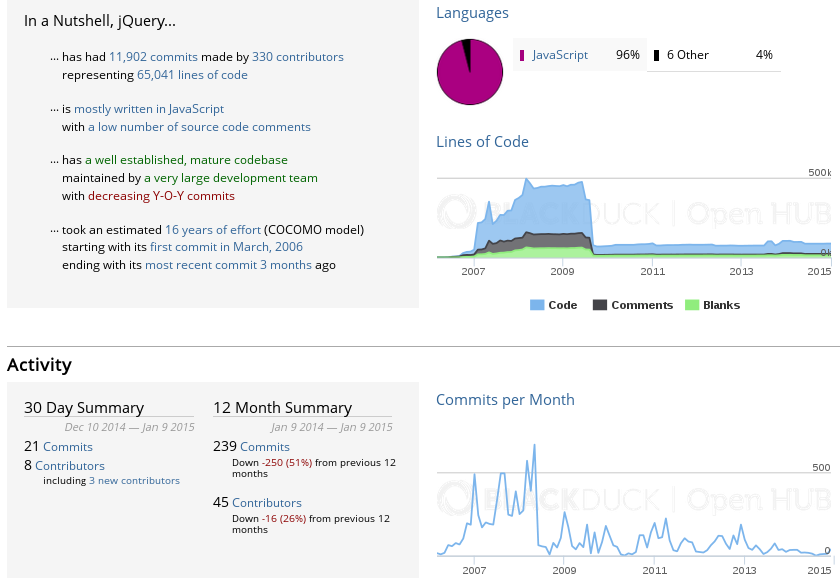 In a Nutshell, jQuery...
... has had 11,902 commits made by 330 contributors
representing 65,041 lines of code
... is mostly written in JavaScript
with a low number of source code comments
... has a well established, mature codebase
maintained by a very large development team
with decreasing Y-O-Y commits
... took an estimated 16 years of effort (COCOMO model)
starting with its first commit in March, 2006
ending with its most recent commit 3 months ago
Languages
JavaScript 96% 6 Other 4%
Lines of Code
500k
BLACKDUCK | Open HUB
0k
2007 2009 2011 2013 2015
Code Comments Blanks
Activity
30 Day Summary
Dec 10 2014 — Jan 9 2015
21 Commits
8 Contributors
including 3 new contributors
12 Month Summary
Jan 9 2014 — Jan 9 2015
239 Commits
Down -250 (51%) from previous 12
months
45 Contributors
Down -16 (26%) from previous 12
months
Commits per Month
500
BLACKDUCK | Open HUB
0
2007 2009 2011 2013 2015